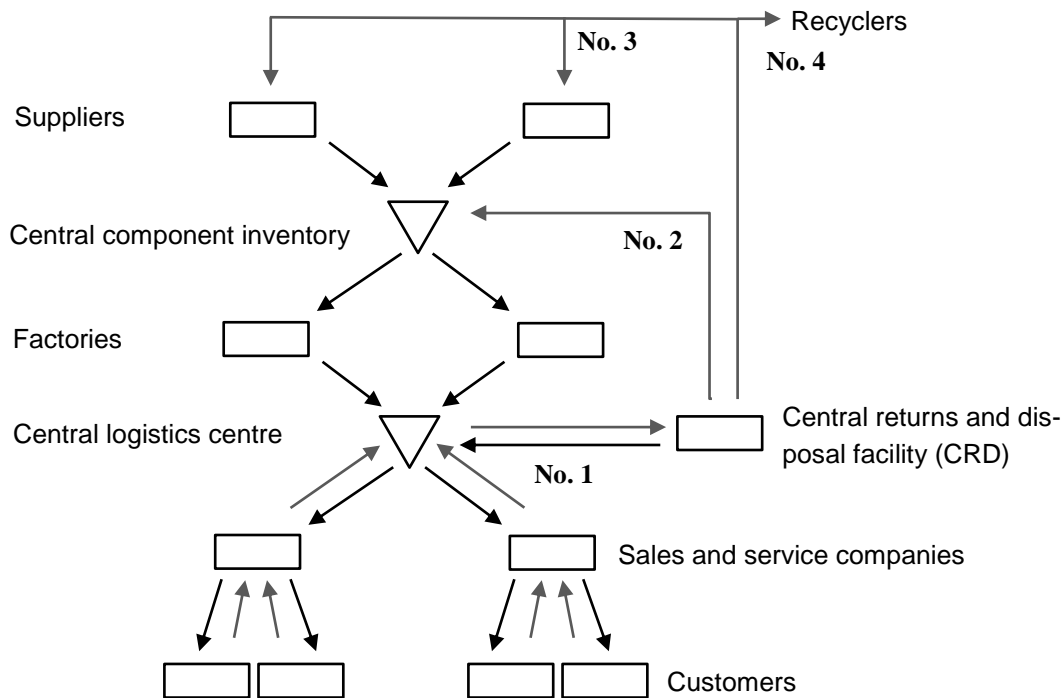 Recyclers
No. 3
No. 4
Suppliers
No. 2
Central component inventory
Factories
Central logistics centre
Central returns and dis-
posal facility (CRD)
No. 1
Sales and service companies
Customers